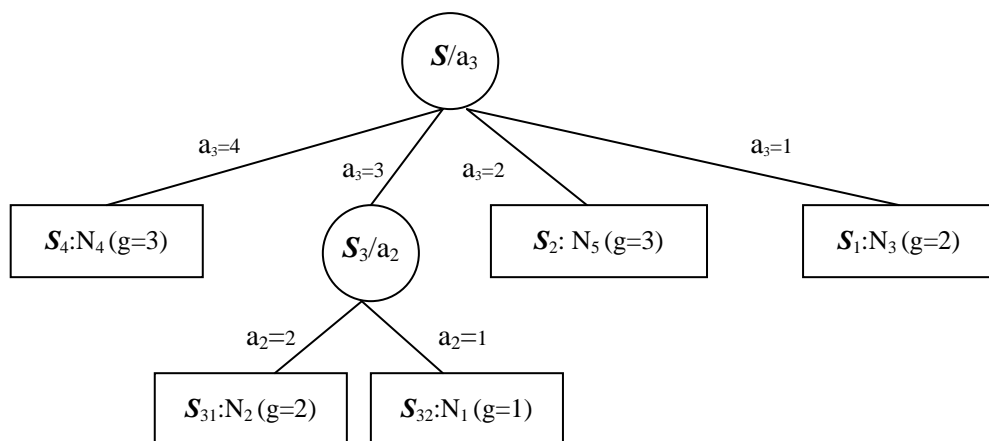 S/a₃
a₃=4
a₃=3
a₃=2
a₃=1
S₄:N₄ (g=3)
S₃/a₂
S₂: N₅ (g=3)
S₁:N₃ (g=2)
a₂=2
a₂=1
S₃₁:N₂ (g=2)
S₃₂:N₁ (g=1)